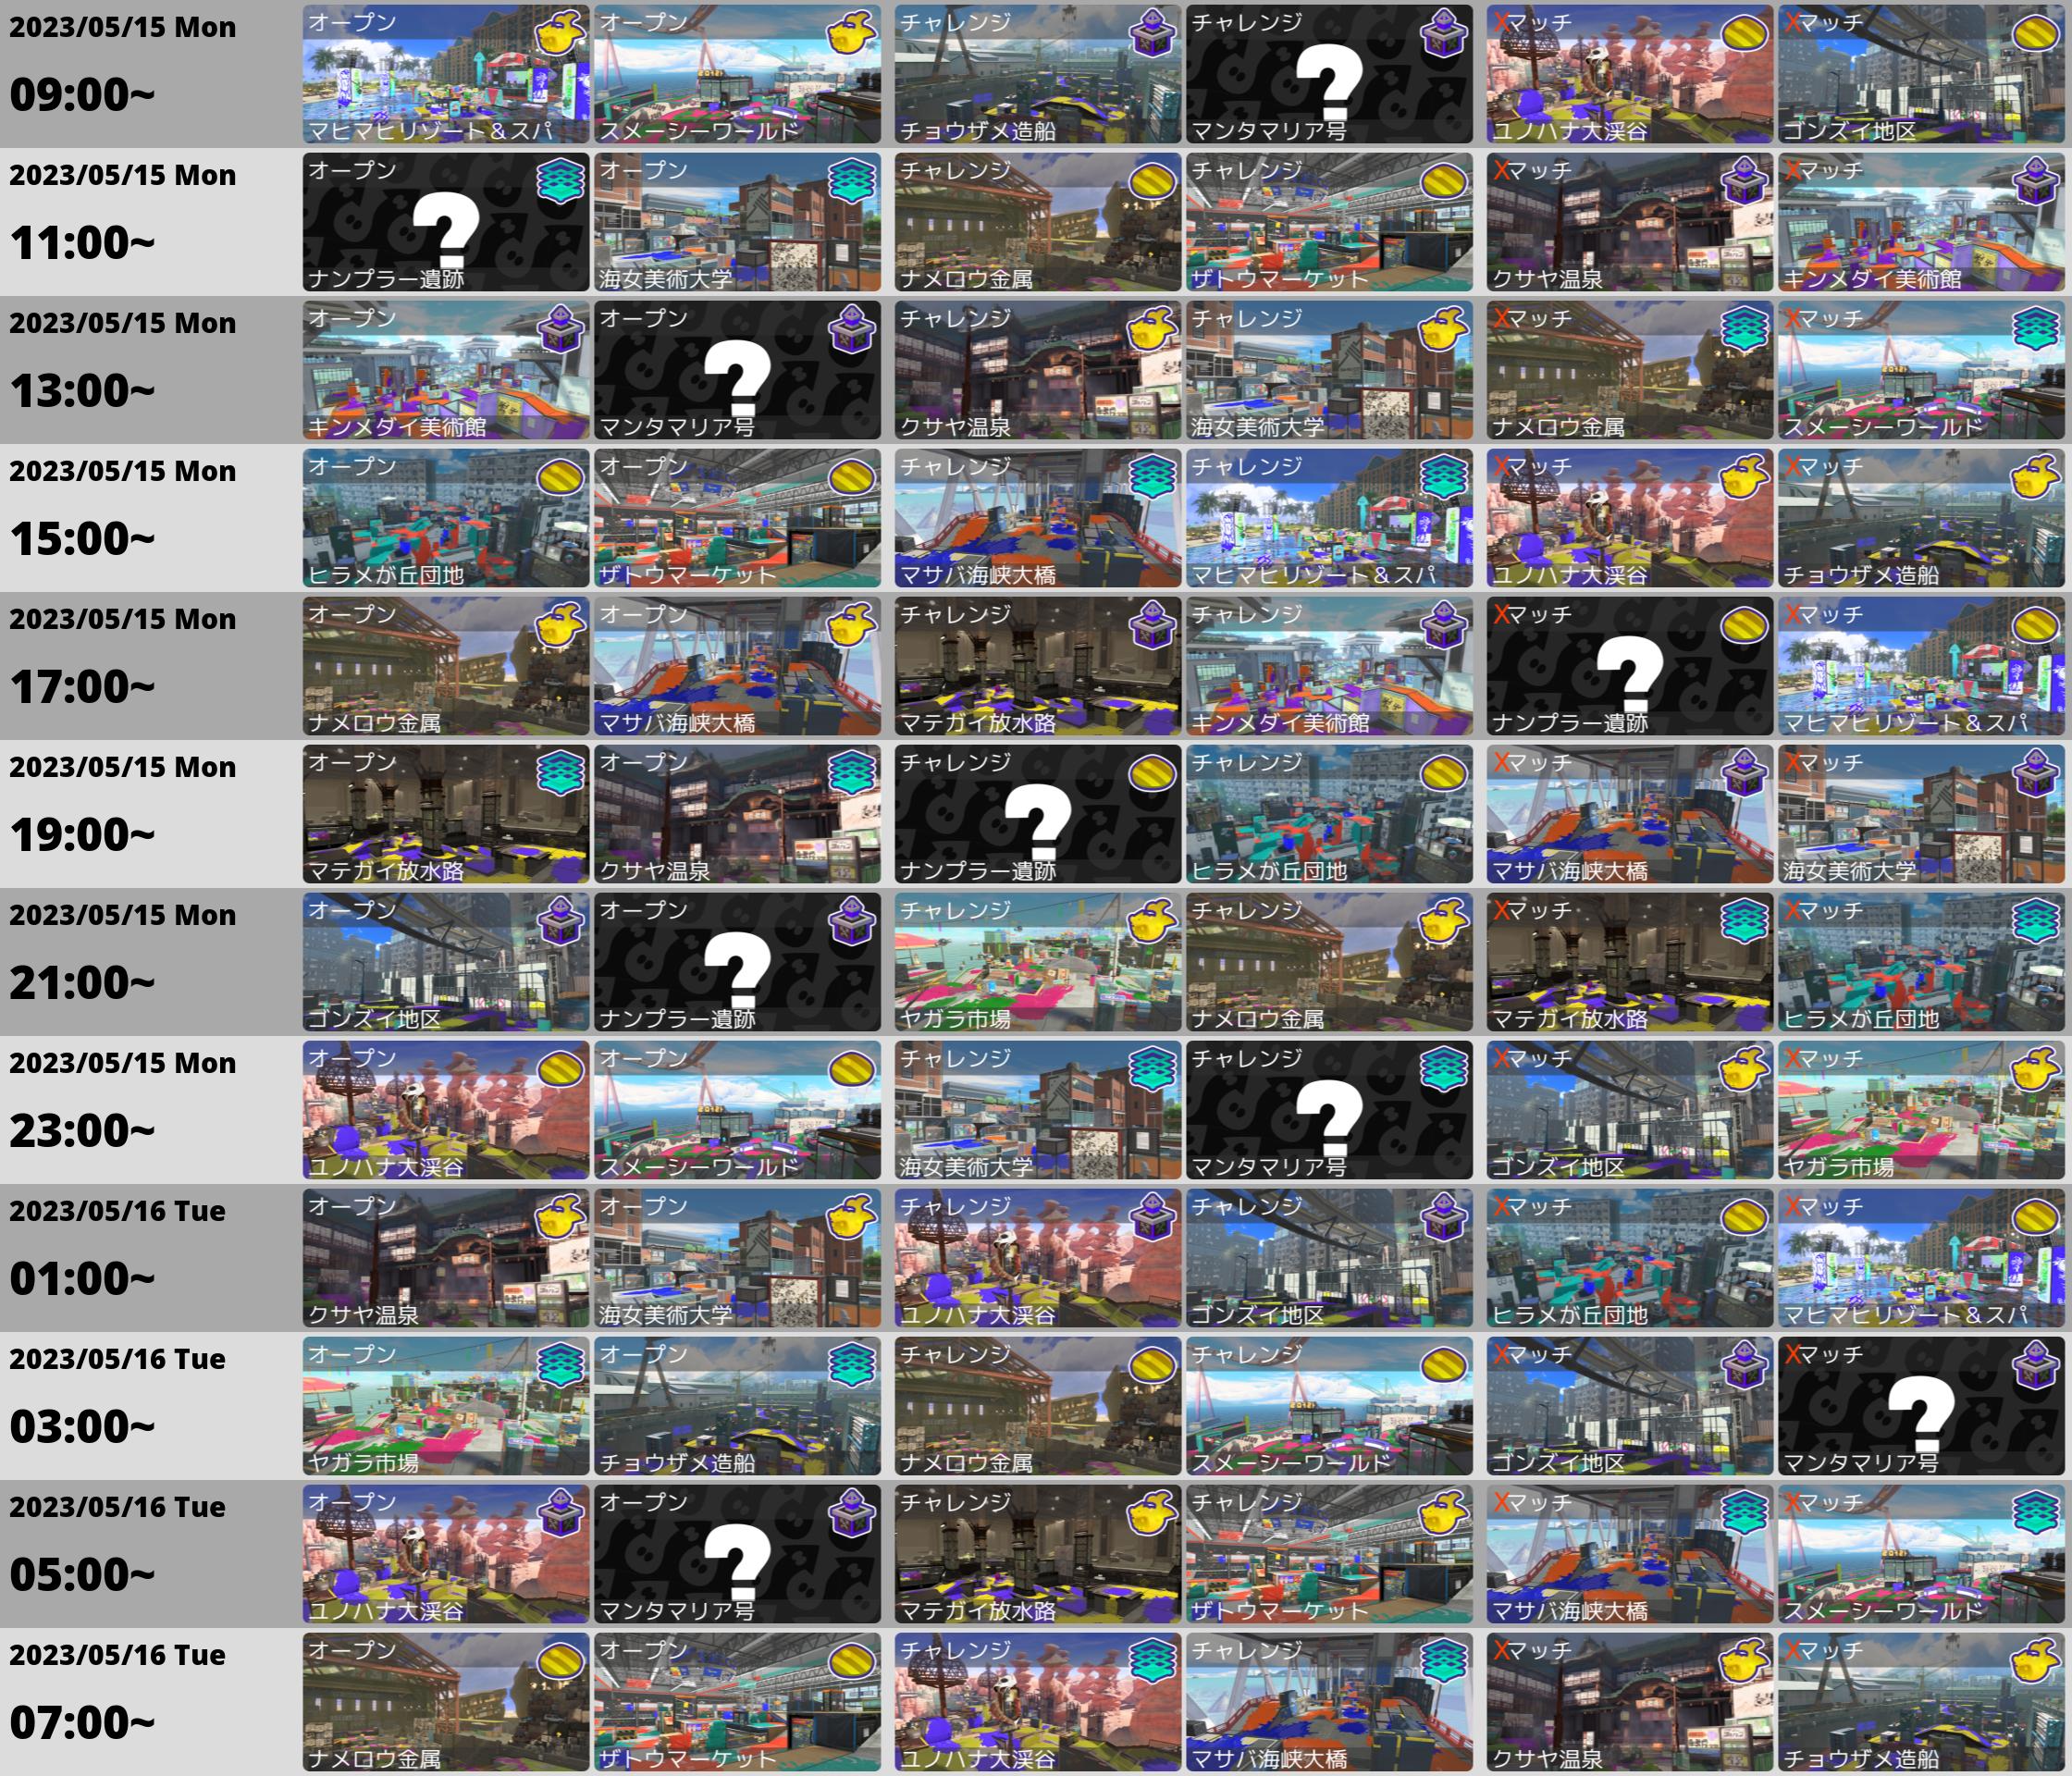 2023/05/15 Mon
09:00~
オープン
マヒマヒリゾート＆スパ
オープン
スメーシーワールド
チャレンジ
チョウザメ造船
チャレンジ
マンタマリア号
Xマッチ
ユノハナ大渓谷
Xマッチ
ゴンズイ地区
2023/05/15 Mon
11:00~
オープン
ナンプラー遺跡
オープン
海女美術大学
チャレンジ
ナメロウ金属
チャレンジ
ザトウマーケット
Xマッチ
クサヤ温泉
Xマッチ
キンメダイ美術館
2023/05/15 Mon
13:00~
オープン
キンメダイ美術館
オープン
マンタマリア号
チャレンジ
クサヤ温泉
チャレンジ
海女美術大学
Xマッチ
ナメロウ金属
Xマッチ
スメーシーワールド
2023/05/15 Mon
15:00~
オープン
ヒラメが丘団地
オープン
ザトウマーケット
チャレンジ
マサバ海峡大橋
チャレンジ
マヒマヒリゾート＆スパ
Xマッチ
ユノハナ大渓谷
Xマッチ
チョウザメ造船
2023/05/15 Mon
17:00~
オープン
ナメロウ金属
オープン
マサバ海峡大橋
チャレンジ
マテガイ放水路
チャレンジ
キンメダイ美術館
Xマッチ
ナンプラー遺跡
Xマッチ
マヒマヒリゾート＆スパ
2023/05/15 Mon
19:00~
オープン
マテガイ放水路
オープン
クサヤ温泉
チャレンジ
ナンプラー遺跡
チャレンジ
ヒラメが丘団地
Xマッチ
マサバ海峡大橋
Xマッチ
海女美術大学
2023/05/15 Mon
21:00~
オープン
ゴンズイ地区
オープン
ナンプラー遺跡
チャレンジ
ヤガラ市場
チャレンジ
ナメロウ金属
Xマッチ
マテガイ放水路
Xマッチ
ヒラメが丘団地
2023/05/15 Mon
23:00~
オープン
ユノハナ大渓谷
オープン
スメーシーワールド
チャレンジ
海女美術大学
チャレンジ
マンタマリア号
Xマッチ
ゴンズイ地区
Xマッチ
ヤガラ市場
2023/05/16 Tue
01:00~
オープン
クサヤ温泉
オープン
海女美術大学
チャレンジ
ユノハナ大渓谷
チャレンジ
ゴンズイ地区
Xマッチ
ヒラメが丘団地
Xマッチ
マヒマヒリゾート＆スパ
2023/05/16 Tue
03:00~
オープン
ヤガラ市場
オープン
チョウザメ造船
チャレンジ
ナメロウ金属
チャレンジ
スメーシーワールド
Xマッチ
ゴンズイ地区
Xマッチ
マンタマリア号
2023/05/16 Tue
05:00~
オープン
ユノハナ大渓谷
オープン
マンタマリア号
チャレンジ
マテガイ放水路
チャレンジ
ザトウマーケット
Xマッチ
マサバ海峡大橋
Xマッチ
スメーシーワールド
2023/05/16 Tue
07:00~
オープン
ナメロウ金属
オープン
ザトウマーケット
チャレンジ
ユノハナ大渓谷
チャレンジ
マサバ海峡大橋
Xマッチ
クサヤ温泉
Xマッチ
チョウザメ造船